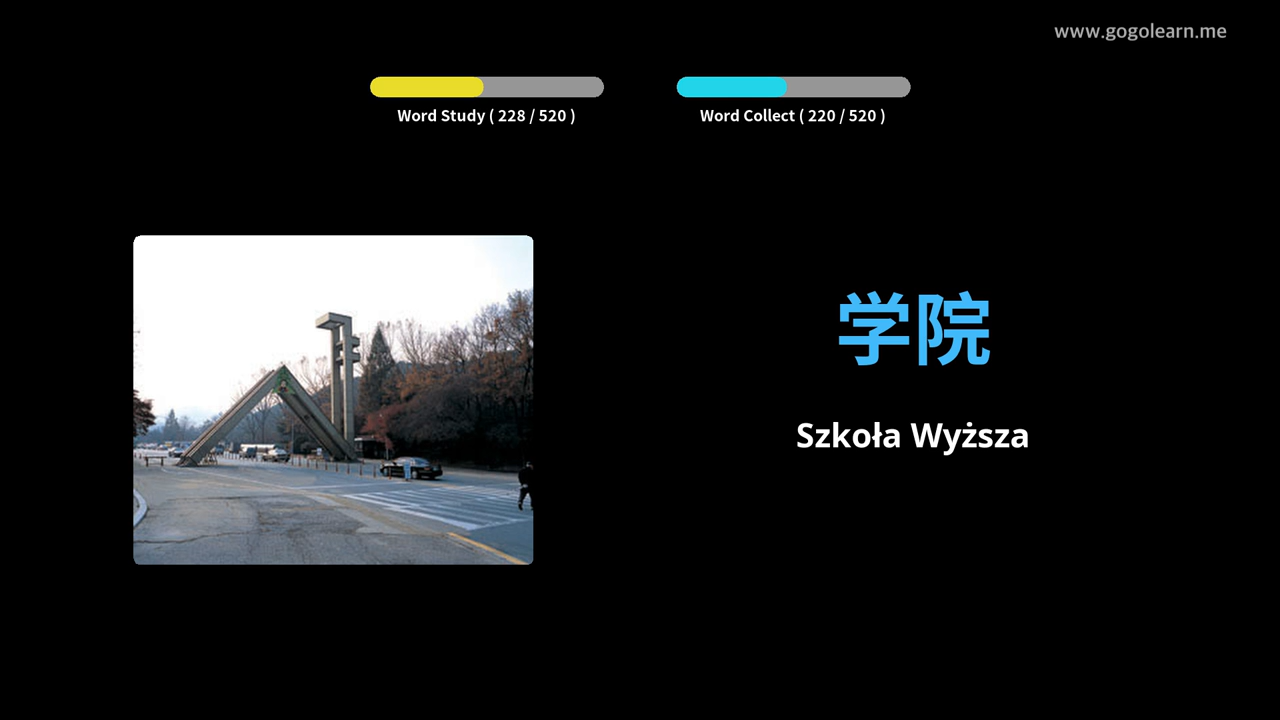 www.gogolearn.me
Word Study ( 228 / 520 )
Word Collect ( 220 / 520 )
学院
Szkoła Wyższa